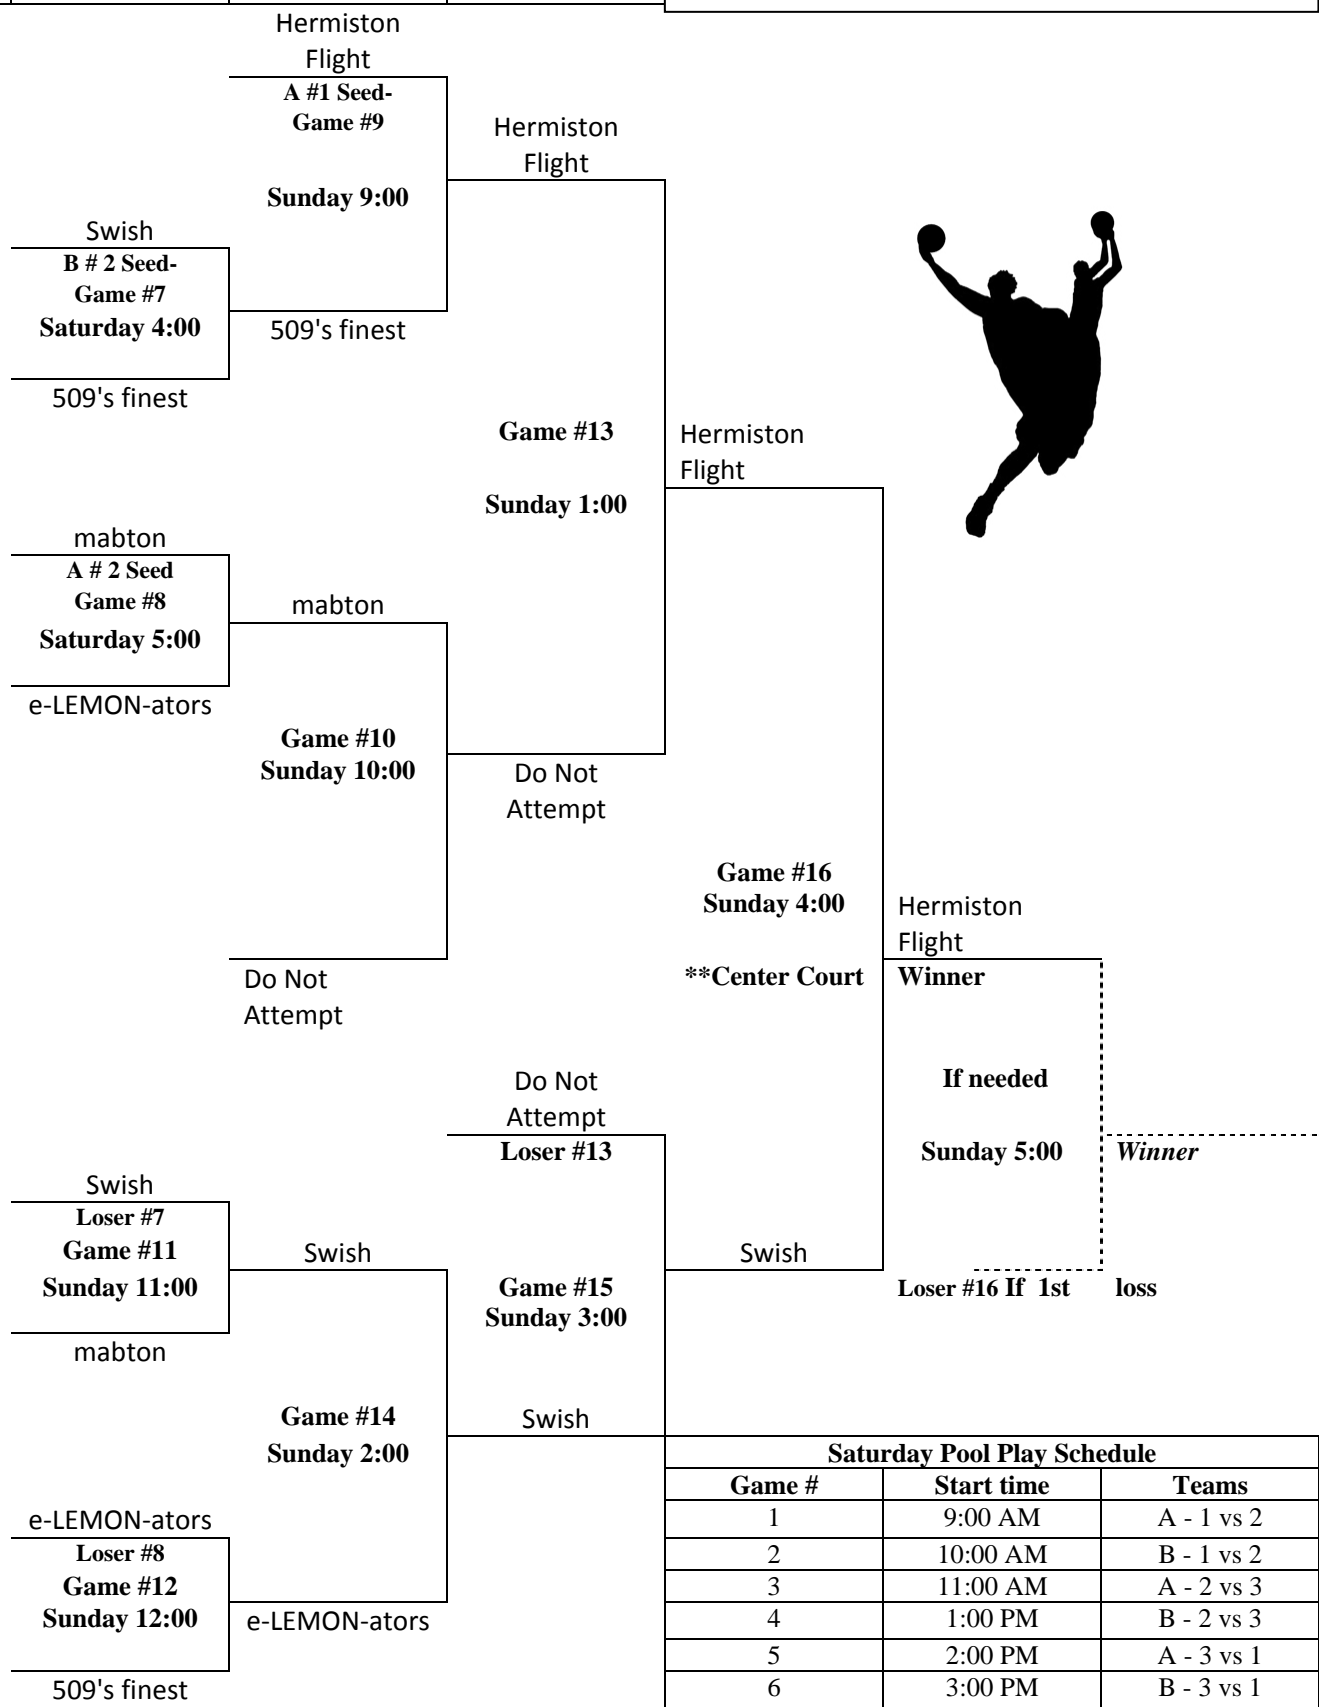 Hermiston
Flight
A #1 Seed-
Game #9
Hermiston
Flight
Sunday 9:00
Swish
B # 2 Seed-
Game #7
Saturday 4:00
509's finest
509's finest
Game #13
Hermiston
Flight
Sunday 1:00
mabton
A # 2 Seed
Game #8
mabton
Saturday 5:00
e-LEMON-ators
Game #10
Sunday 10:00
Do Not
Attempt
Game #16
Sunday 4:00
Hermiston
Flight
**Center Court
Winner
Do Not
Attempt
Do Not
Attempt
If needed
Loser #13
Sunday 5:00
Winner
Swish
Loser #7
Game #11
Swish
Swish
Sunday 11:00
Game #15
Sunday 3:00
Loser #16 If 1st loss
mabton
Game #14
Swish
Sunday 2:00
e-LEMON-ators
Loser #8
Game #12
Sunday 12:00
e-LEMON-ators
509's finest
Saturday Pool Play Schedule
Game # Start time Teams
1 9:00 AM A - 1 vs 2
2 10:00 AM B - 1 vs 2
3 11:00 AM A - 2 vs 3
4 1:00 PM B - 2 vs 3
5 2:00 PM A - 3 vs 1
6 3:00 PM B - 3 vs 1